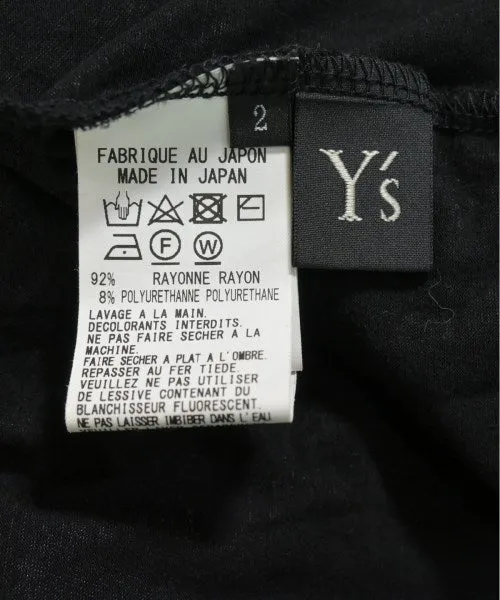 2
Y's
FABRIQUE AU JAPON
MADE IN JAPAN
F
W
92% RAYONNE RAYON
8% POLYURETHANNE POLYURETHANE
LAVAGE A LA MAIN.
DECOLORANTS INTERDITS.
NE PAS FAIRE SECHER A LA
MACHINE.
FAIRE SECHER A PLAT A L'OMBRE.
REPASSER AU FER TIEDE.
VEUILLEZ NE PAS UTILISER
DE LESSIVE CONTENANT DU
BLANCHISSEUR FLUORESCENT.
NE PAS LAISSER IMBIBER DANS L'EAU